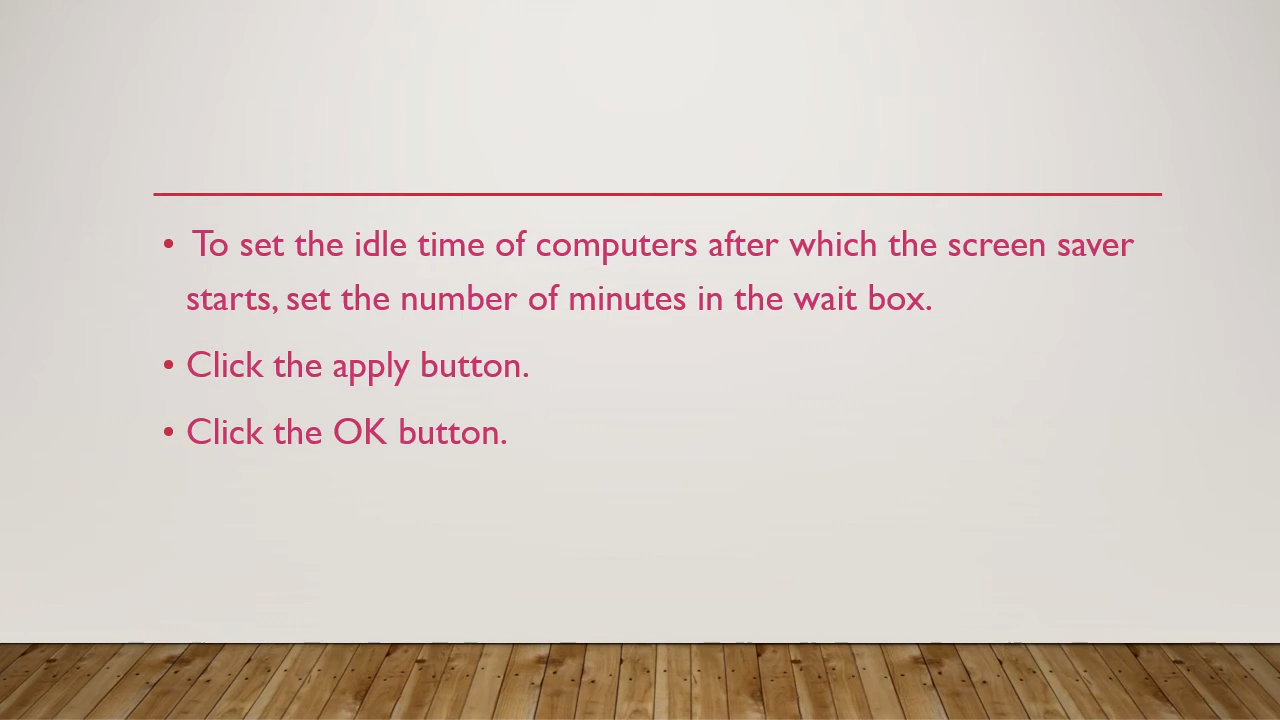 • To set the idle time of computers after which the screen saver
starts, set the number of minutes in the wait box.
• Click the apply button.
• Click the OK button.